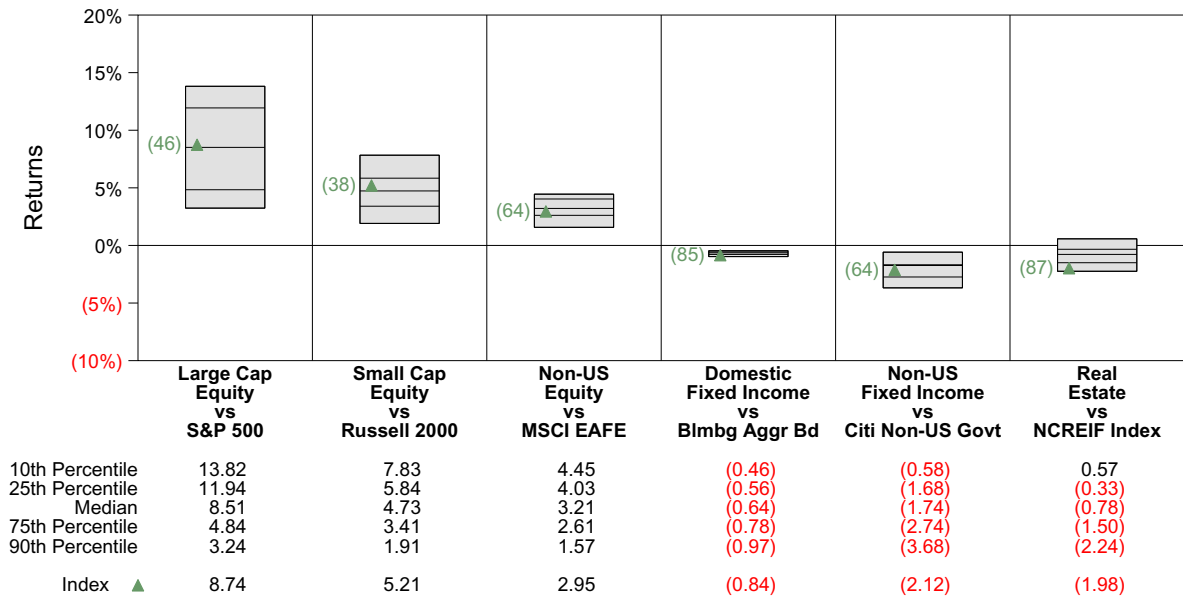 20%
15%
10%
5%
0%
(5%)
(10%)
Returns
(46)
(38)
(64)
(85)
(64)
(87)
Large Cap
Equity
vs
S&P 500
Small Cap
Equity
vs
Russell 2000
Non-US
Equity
vs
MSCI EAFE
Domestic
Fixed Income
vs
Blmbg Aggr Bd
Non-US
Fixed Income
vs
Citi Non-US Govt
Real
Estate
vs
NCREIF Index
10th Percentile 13.82 7.83 4.45 (0.46) (0.58) 0.57
25th Percentile 11.94 5.84 4.03 (0.56) (1.68) (0.33)
Median 8.51 4.73 3.21 (0.64) (1.74) (0.78)
75th Percentile 4.84 3.41 2.61 (0.78) (2.74) (1.50)
90th Percentile 3.24 1.91 1.57 (0.97) (3.68) (2.24)
Index 8.74 5.21 2.95 (0.84) (2.12) (1.98)